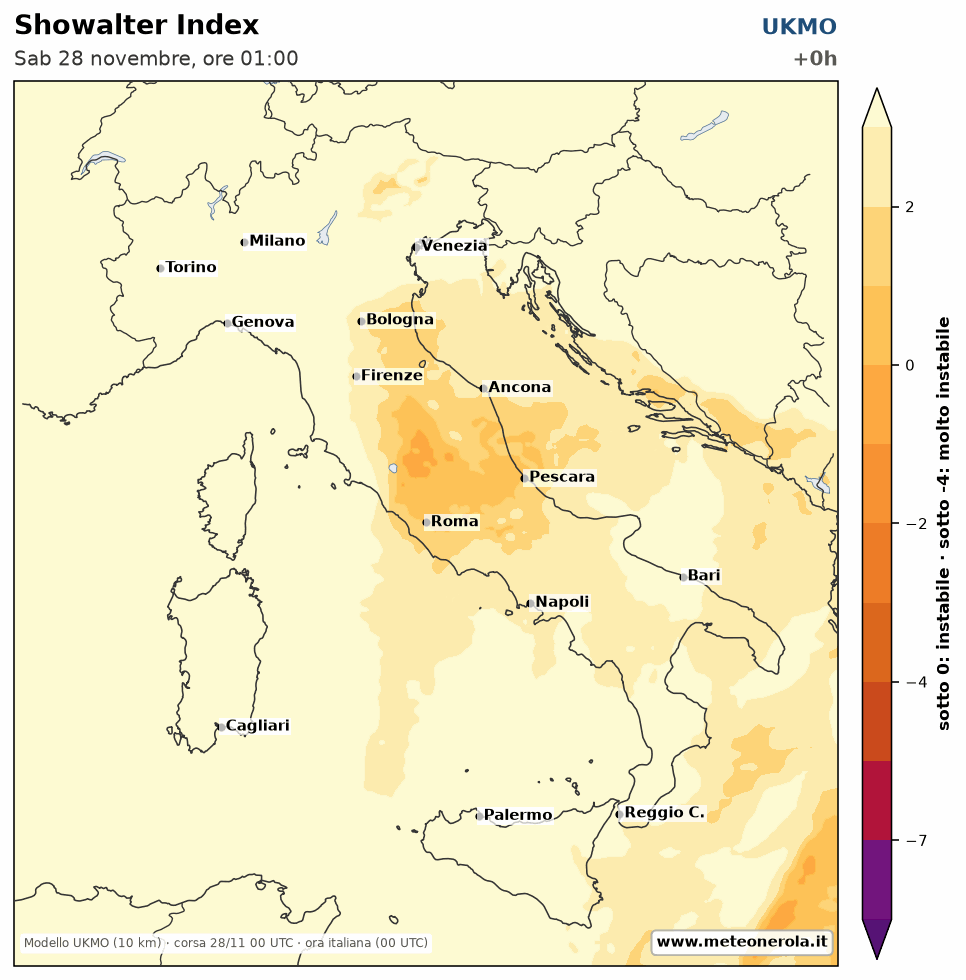 Showalter Index
UKMO
Sab 28 novembre, ore 01:00
+0h
Milano
Venezia
Torino
Genova
Bologna
Firenze
Ancona
Pescara
Roma
Bari
Napoli
Cagliari
Palermo
Reggio C.
2
0
−2
−4
−7
sotto 0: instabile · sotto -4: molto instabile
Modello UKMO (10 km) · corsa 28/11 00 UTC · ora italiana (00 UTC)
www.meteonerola.it